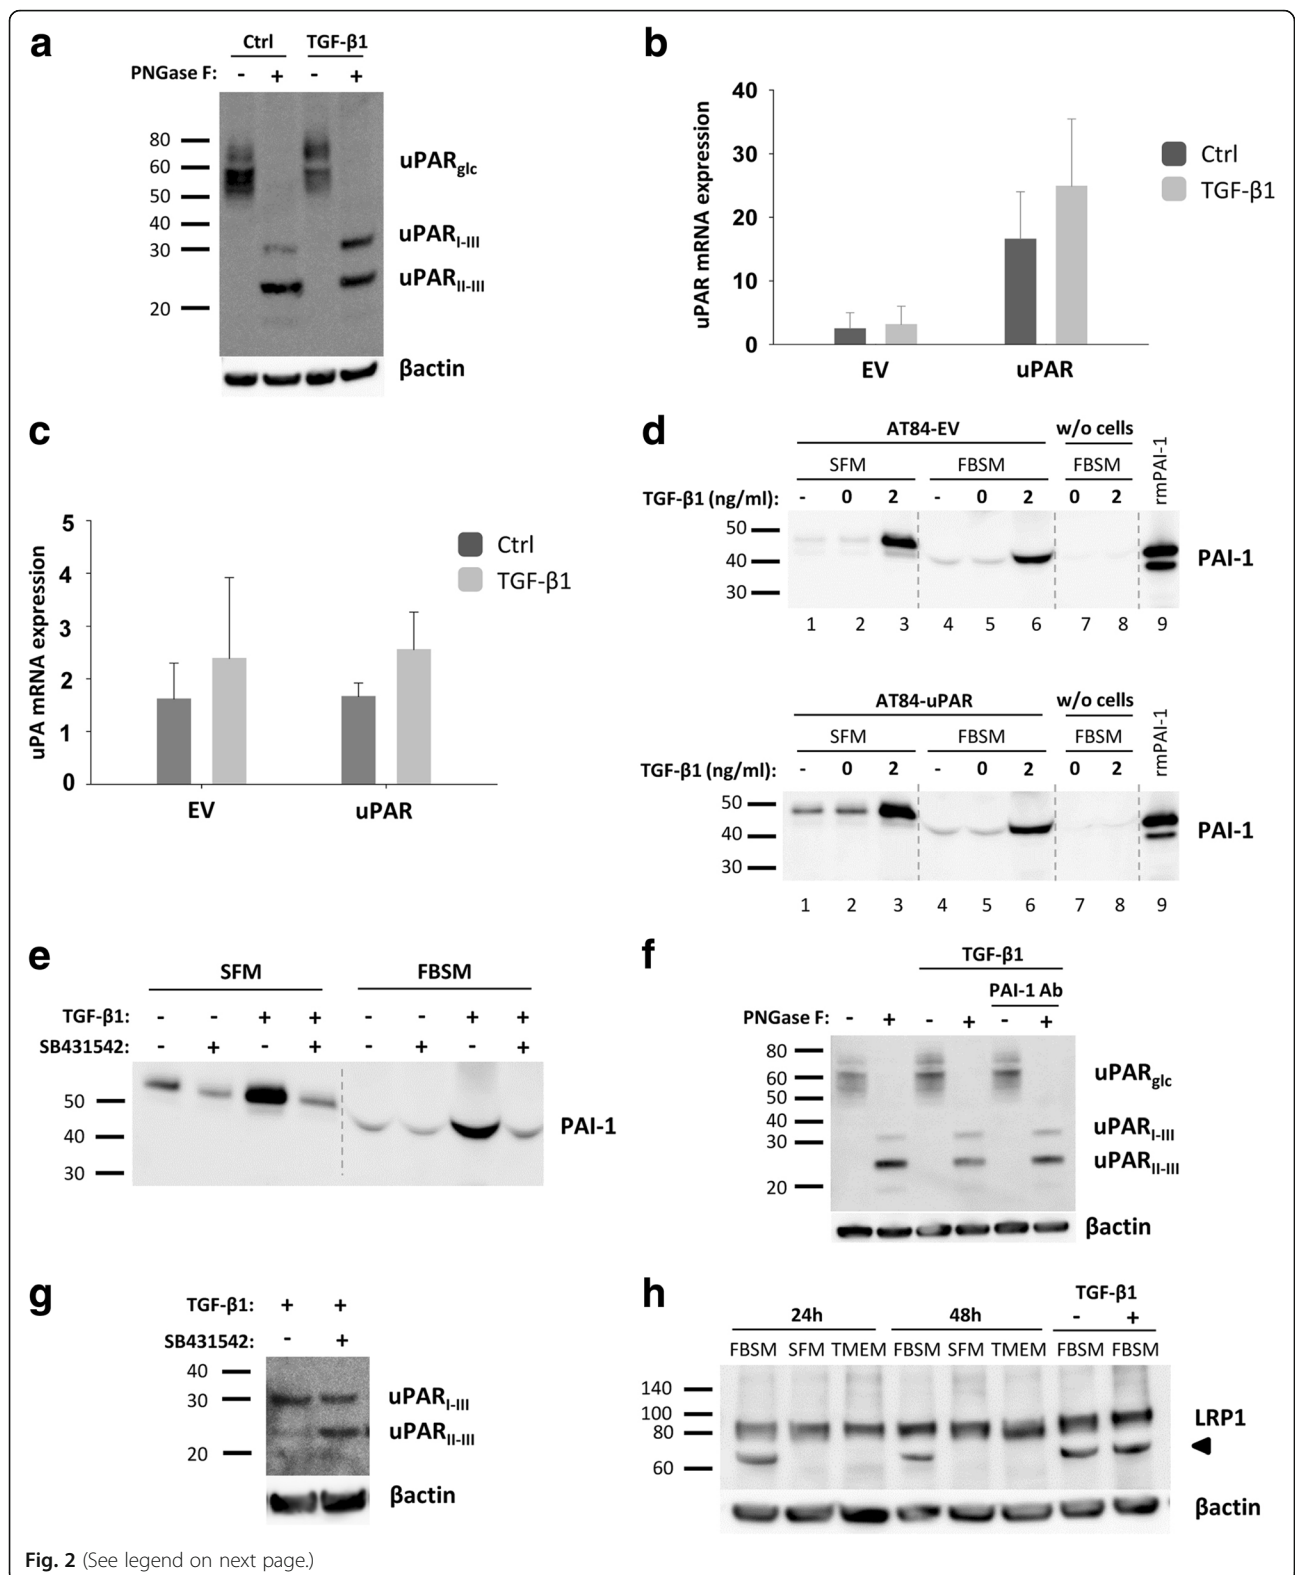 a
Ctrl TGF-β1
PNGase F: - + - +
80
60
50
40
30
20
uPARglc
uPARI-III
uPARII-III
βactin
b
uPAR mRNA expression
40
30
20
10
0
EV uPAR
Ctrl
TGF-β1
c
uPA mRNA expression
5
4
3
2
1
0
EV uPAR
Ctrl
TGF-β1
d
AT84-EV w/o cells rmPAI-1
SFM FBSM FBSM
TGF-β1 (ng/ml): - 0 2 - 0 2 0 2
50
40
30
PAI-1
1 2 3 4 5 6 7 8 9
AT84-uPAR w/o cells rmPAI-1
SFM FBSM FBSM
TGF-β1 (ng/ml): - 0 2 - 0 2 0 2
50
40
30
PAI-1
1 2 3 4 5 6 7 8 9
e
SFM FBSM
TGF-β1: - - + + - - + +
SB431542: - + - + - + - +
50
40
30
PAI-1
f
TGF-β1
PAI-1 Ab
PNGase F: - + - + - +
80
60
50
40
30
20
uPARglc
uPARI-III
uPARII-III
βactin
g
TGF-β1: + +
SB431542: - +
40
30
20
uPARI-III
uPARII-III
βactin
h
24h 48h TGF-β1
- +
FBSM SFM TMEM FBSM SFM TMEM FBSM FBSM
140
100
80
60
LRP1
βactin
Fig. 2 (See legend on next page.)